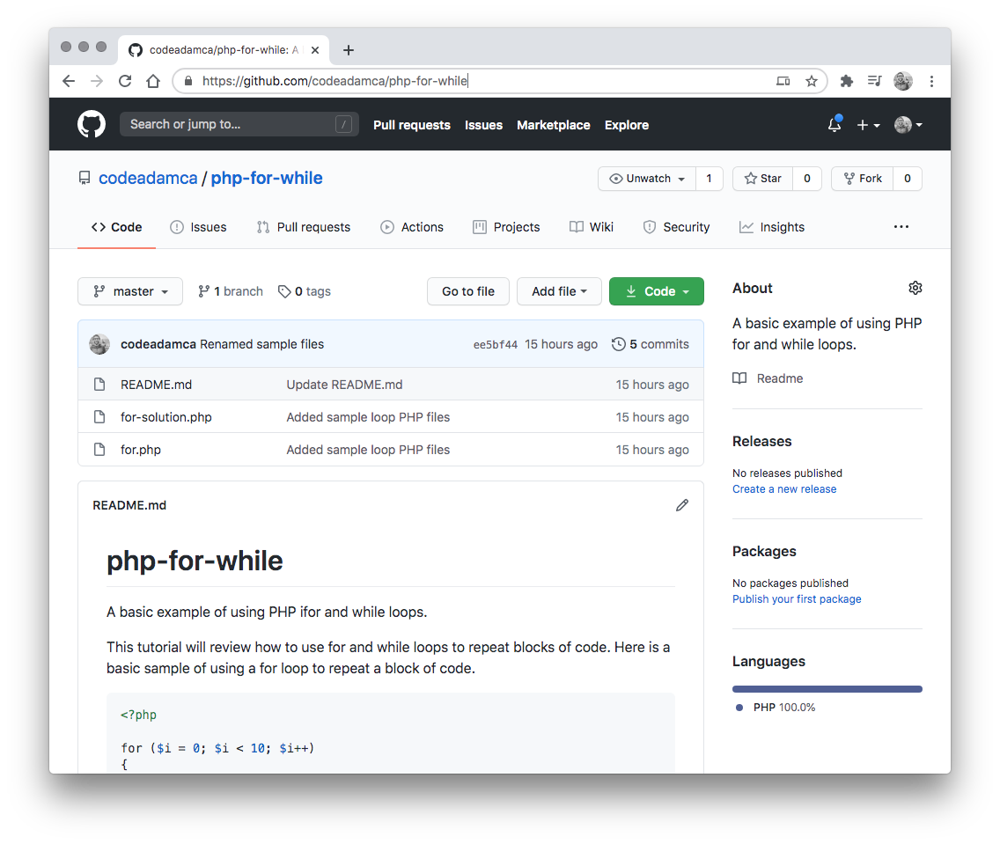 codeadamca/php-for-while: A
https://github.com/codeadamca/php-for-while
Search or jump to... / Pull requests Issues Marketplace Explore
codeadamca / php-for-while Unwatch 1 Star 0 Fork 0
Code Issues Pull requests Actions Projects Wiki Security Insights
master 1 branch 0 tags Go to file Add file Code
codeadamca Renamed sample files ee5bf44 15 hours ago 5 commits
README.md Update README.md 15 hours ago
for-solution.php Added sample loop PHP files 15 hours ago
for.php Added sample loop PHP files 15 hours ago
README.md
php-for-while
A basic example of using PHP ifor and while loops.
This tutorial will review how to use for and while loops to repeat blocks of code. Here is a
basic sample of using a for loop to repeat a block of code.
<?php
for ($i = 0; $i < 10; $i++)
{
About
A basic example of using PHP
for and while loops.
Readme
Releases
No releases published
Create a new release
Packages
No packages published
Publish your first package
Languages
PHP 100.0%